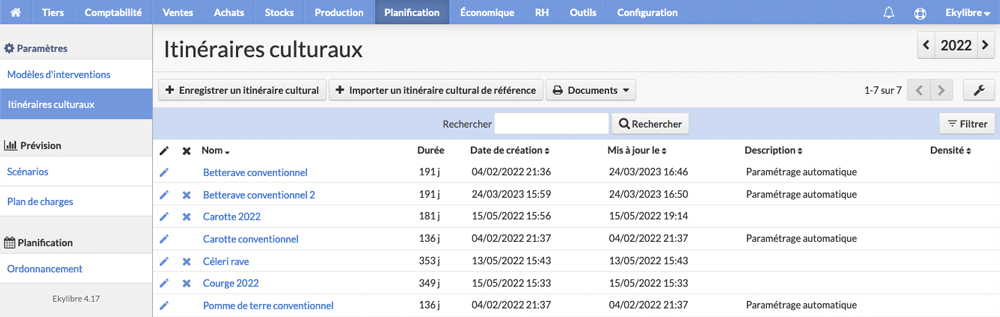 Tiers Comptabilité Ventes Achats Stocks Production Planification Économique RH Outils Configuration Ekylibre
Paramètres
Modèles d'interventions
Itinéraires culturaux
Prévision
Scénarios
Plan de charges
Planification
Ordonnancement
Ekylibre 4.17
Itinéraires culturaux
2022
Enregistrer un itinéraire cultural Importer un itinéraire cultural de référence Documents 1-7 sur 7
Rechercher Rechercher Filtrer
Nom Durée Date de création Mis à jour le Description Densité
Betterave conventionnel 191 j 04/02/2022 21:36 24/03/2023 16:46 Paramétrage automatique
Betterave conventionnel 2 191 j 24/03/2023 15:59 24/03/2023 16:50 Paramétrage automatique
Carotte 2022 181 j 15/05/2022 15:56 15/05/2022 19:14
Carotte conventionnel 136 j 04/02/2022 21:37 04/02/2022 21:37 Paramétrage automatique
Céleri rave 353 j 13/05/2022 15:43 13/05/2022 15:43
Courge 2022 349 j 15/05/2022 15:33 15/05/2022 15:33
Pomme de terre conventionnel 136 j 04/02/2022 21:37 04/02/2022 21:37 Paramétrage automatique